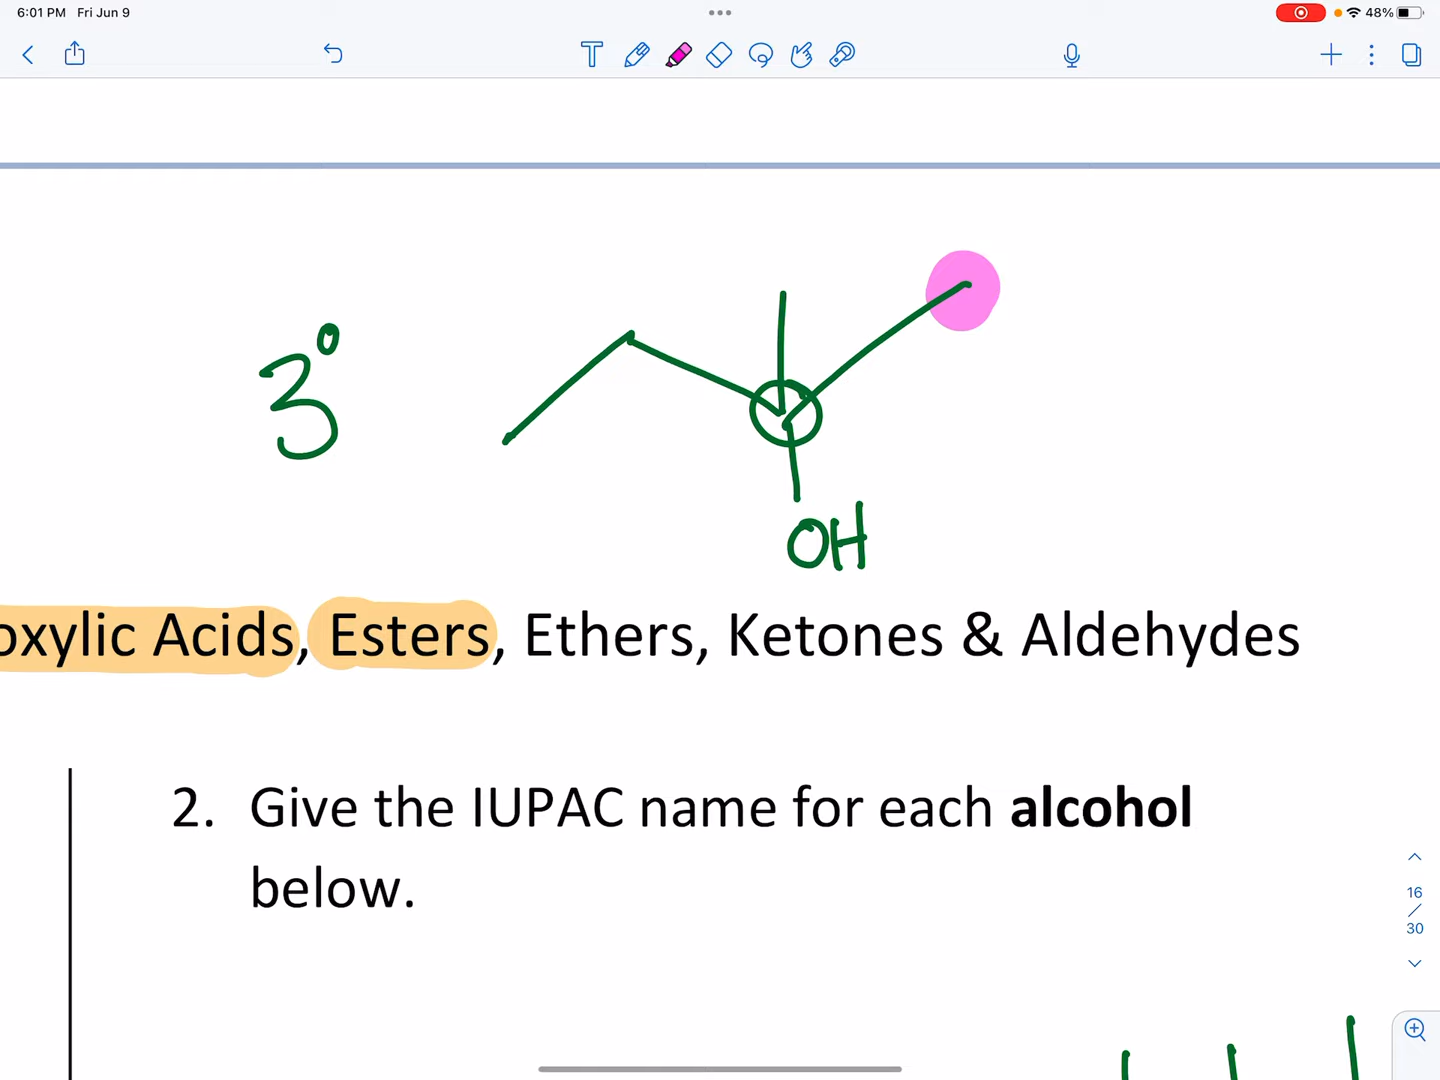 6:01 PM Fri Jun 9
48%
3°
OH
oxylic Acids, Esters, Ethers, Ketones & Aldehydes
2. Give the IUPAC name for each alcohol
below.
16
/
30